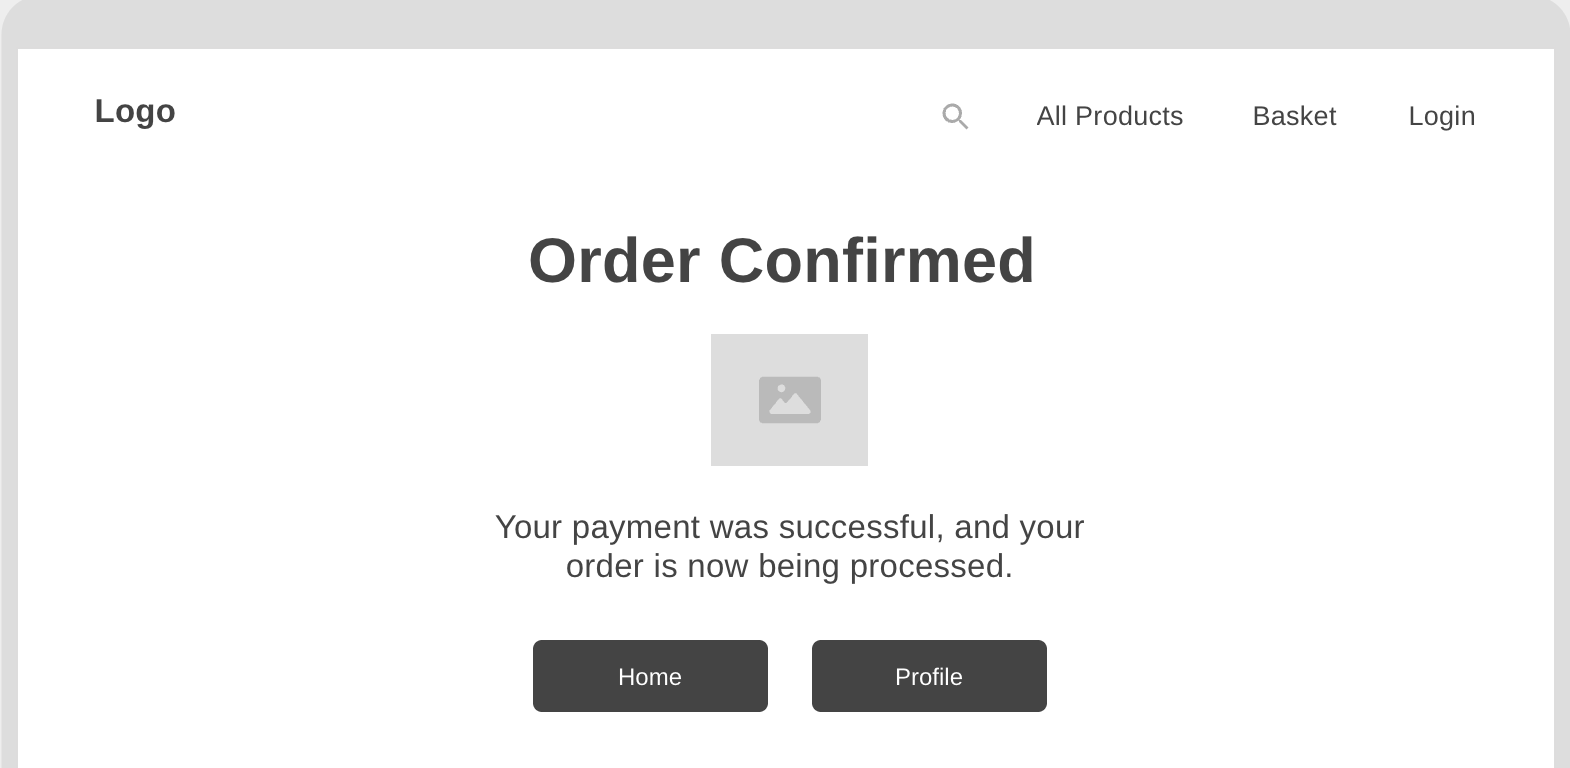 Logo
All Products
Basket
Login
Order Confirmed
Your payment was successful, and your
order is now being processed.
Home
Profile